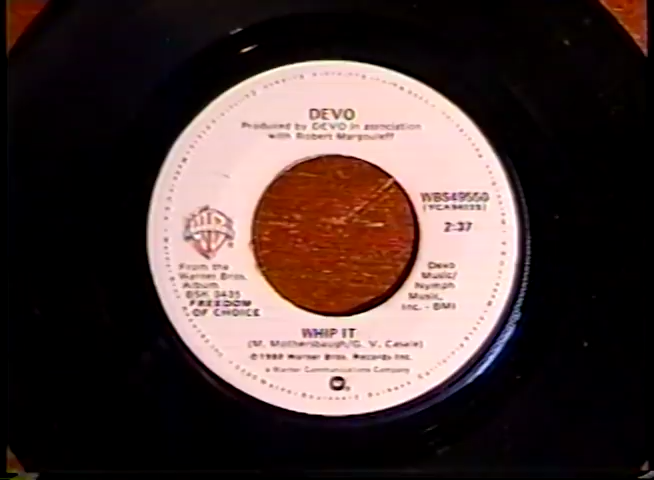 DEVO
Produced by DEVO in association
with Robert Margouleff
WBS49550
2:37
From the
Warner Bros.
Album
BSK 3435
FREEDOM
OF CHOICE
Devo
Music/
Nymph
Music,
Inc. - BMI
WHIP IT
(M. Mothersbaugh/G. V. Casale)
©1980 Warner Bros. Records Inc.
a Warner Communications Company